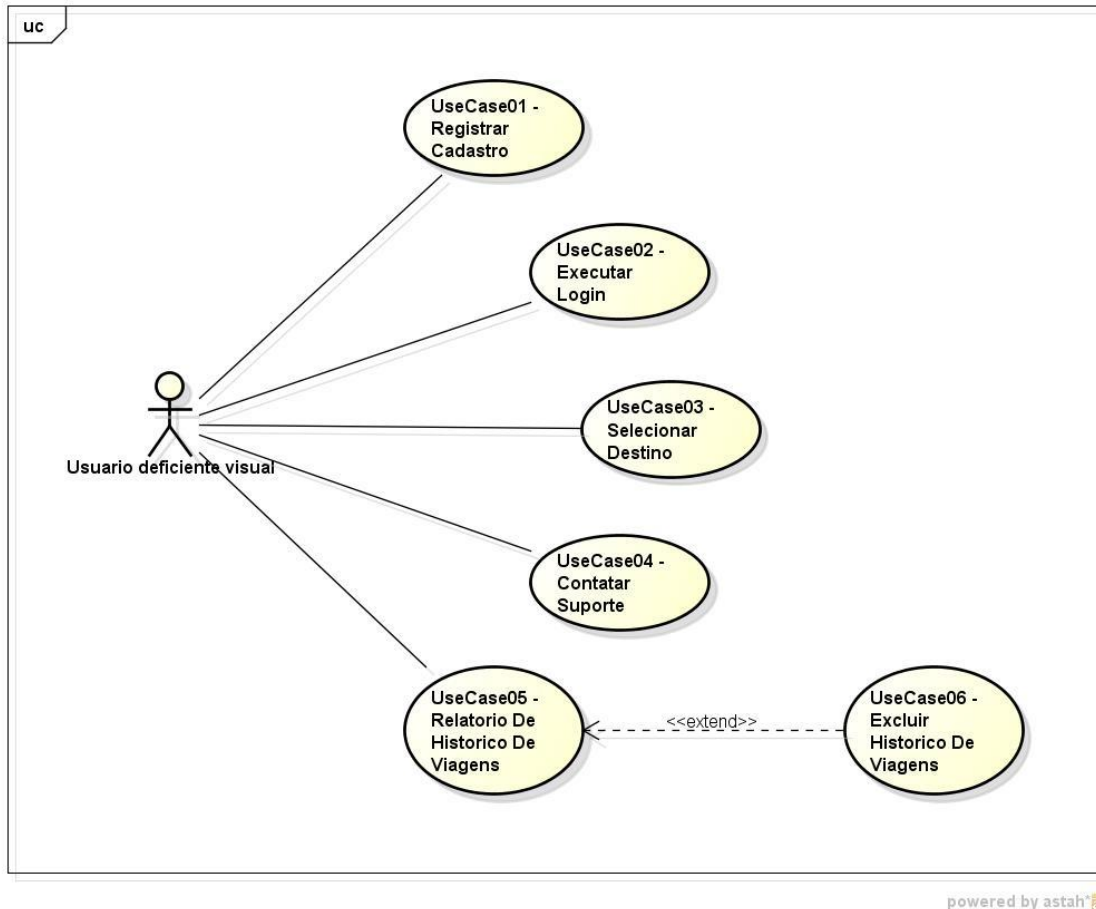 uc
UseCase01 -
Registrar
Cadastro
UseCase02 -
Executar
Login
UseCase03 -
Selecionar
Destino
Usuario deficiente visual
UseCase04 -
Contatar
Suporte
UseCase05 -
Relatorio De
Historico De
Viagens
<<extend>>
UseCase06 -
Excluir
Historico De
Viagens
powered by astah*